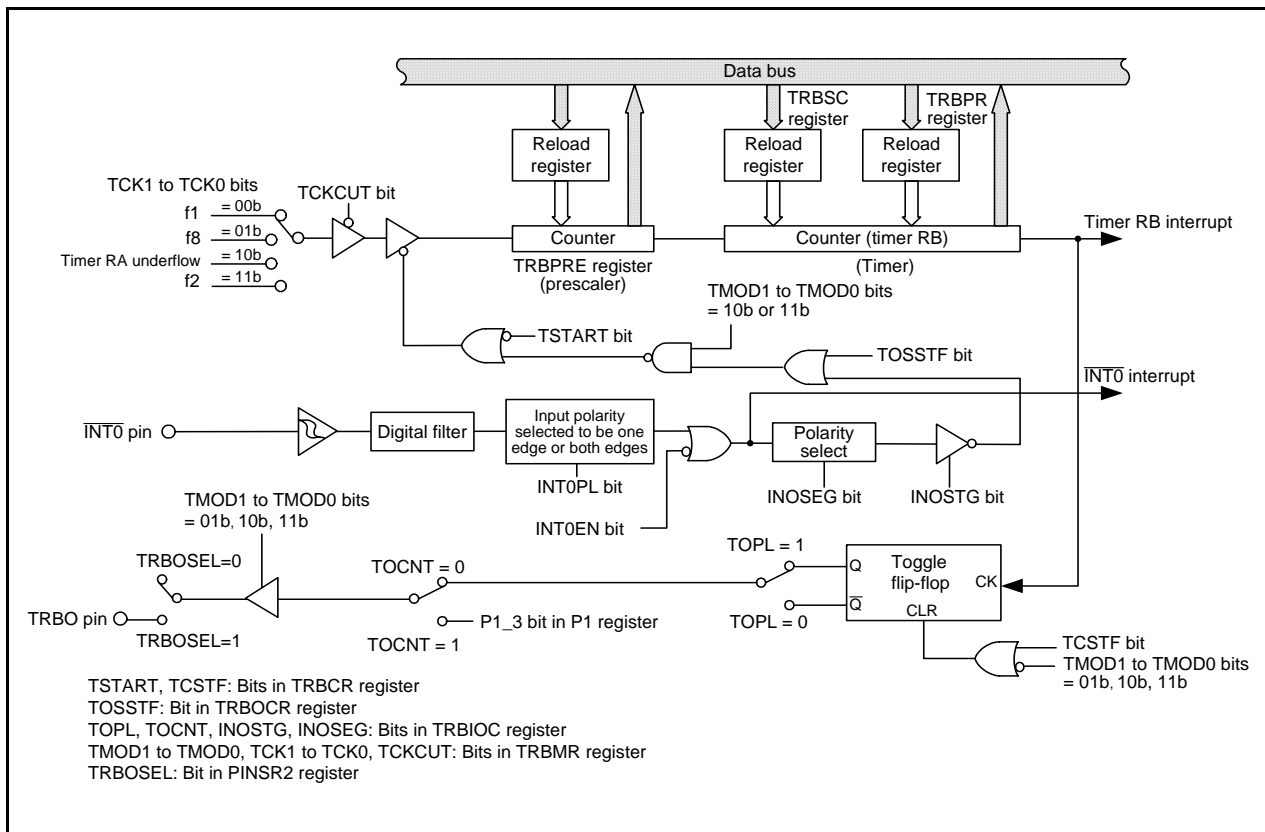 Data bus
TRBSC
register
TRBPR
register
Reload
register
Reload
register
Reload
register
TCK1 to TCK0 bits
TCKCUT bit
f1
= 00b
f8
= 01b
Timer RA underflow
= 10b
f2
= 11b
Counter
Counter (timer RB)
Timer RB interrupt
TRBPRE register
(prescaler)
(Timer)
TMOD1 to TMOD0 bits
= 10b or 11b
TSTART bit
TOSSTF bit
INT0 interrupt
INT0 pin
Digital filter
Input polarity
selected to be one
edge or both edges
Polarity
select
INT0PL bit
INOSEG bit
INOSTG bit
INT0EN bit
TMOD1 to TMOD0 bits
= 01b, 10b, 11b
TRBOSEL=0
TOCNT = 0
TOPL = 1
Q
Toggle
flip-flop
CK
Q
CLR
TRBO pin
TRBOSEL=1
P1_3 bit in P1 register
TOCNT = 1
TOPL = 0
TCSTF bit
TMOD1 to TMOD0 bits
= 01b, 10b, 11b
TSTART, TCSTF: Bits in TRBCR register
TOSSTF: Bit in TRBOCR register
TOPL, TOCNT, INOSTG, INOSEG: Bits in TRBIOC register
TMOD1 to TMOD0, TCK1 to TCK0, TCKCUT: Bits in TRBMR register
TRBOSEL: Bit in PINSR2 register